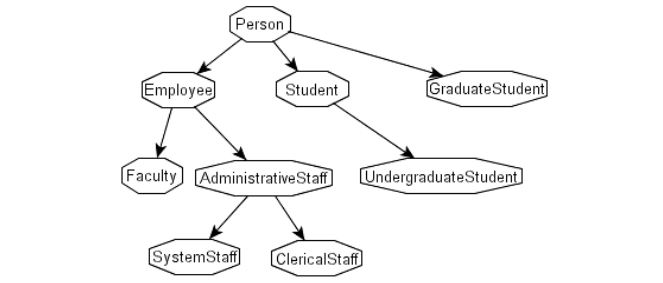 Person
Employee
Student
GraduateStudent
Faculty
AdministrativeStaff
UndergraduateStudent
SystemStaff
ClericalStaff